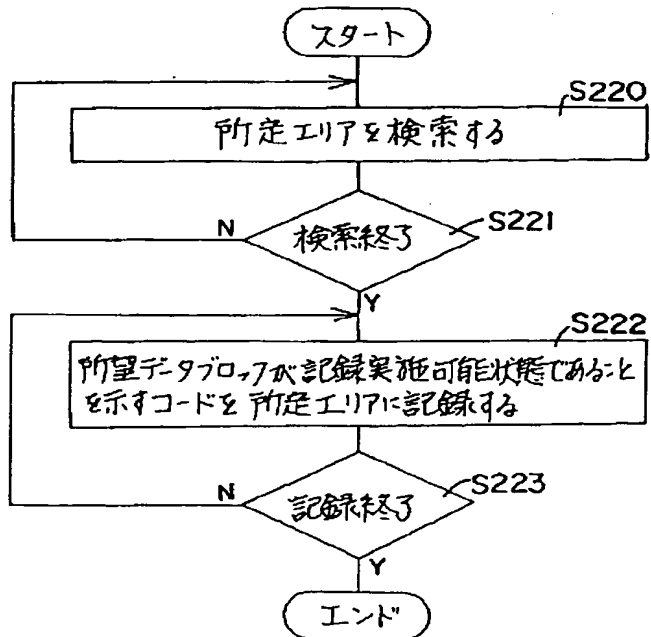 スタート
S220
所定エリアを検索する
N
検索終了
S221
Y
S222
所望データブロックが記録実施可能状態であること
を示すコードを所定エリアに記録する
N
記録終了
S223
Y
エンド